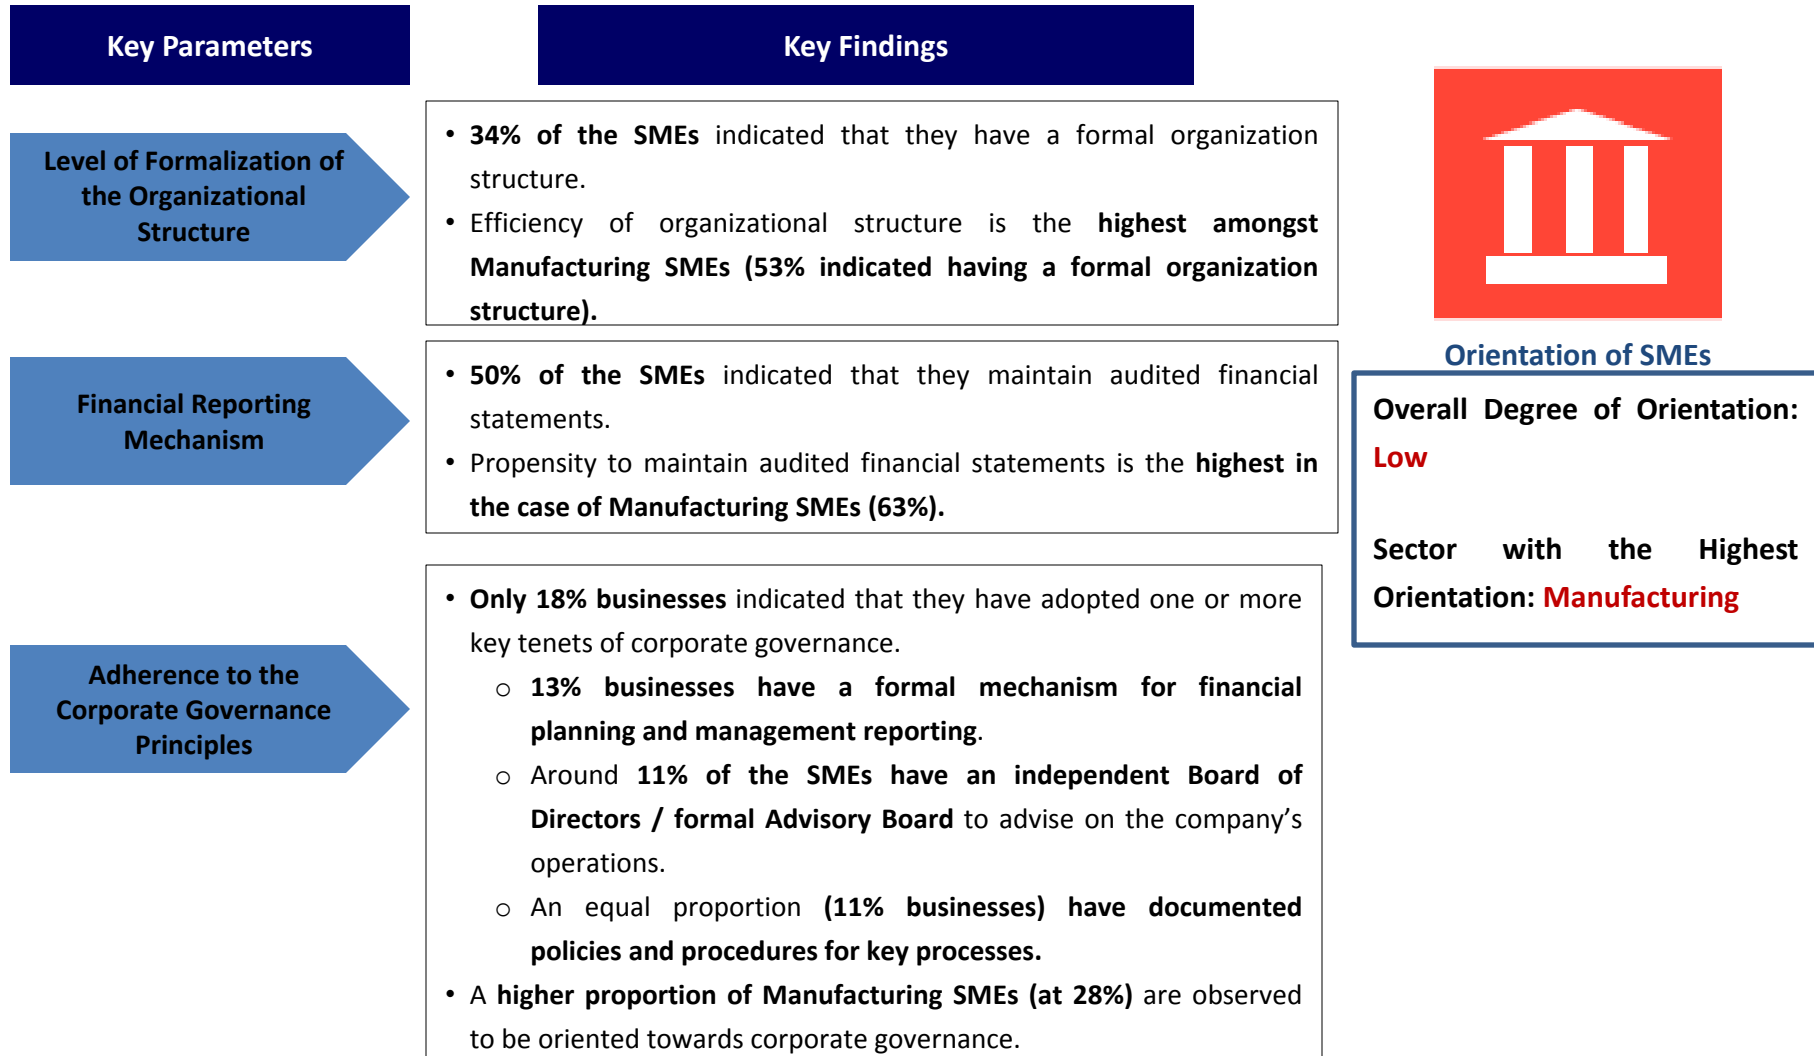 Key Parameters
Key Findings
Level of Formalization of
the Organizational
Structure
• 34% of the SMEs indicated that they have a formal organization
structure.
• Efficiency of organizational structure is the highest amongst
Manufacturing SMEs (53% indicated having a formal organization
structure).
Financial Reporting
Mechanism
• 50% of the SMEs indicated that they maintain audited financial
statements.
• Propensity to maintain audited financial statements is the highest in
the case of Manufacturing SMEs (63%).
Adherence to the
Corporate Governance
Principles
• Only 18% businesses indicated that they have adopted one or more
key tenets of corporate governance.
o 13% businesses have a formal mechanism for financial
planning and management reporting.
o Around 11% of the SMEs have an independent Board of
Directors / formal Advisory Board to advise on the company’s
operations.
o An equal proportion (11% businesses) have documented
policies and procedures for key processes.
• A higher proportion of Manufacturing SMEs (at 28%) are observed
to be oriented towards corporate governance.
Orientation of SMEs
Overall Degree of Orientation:
Low
Sector with the Highest
Orientation: Manufacturing